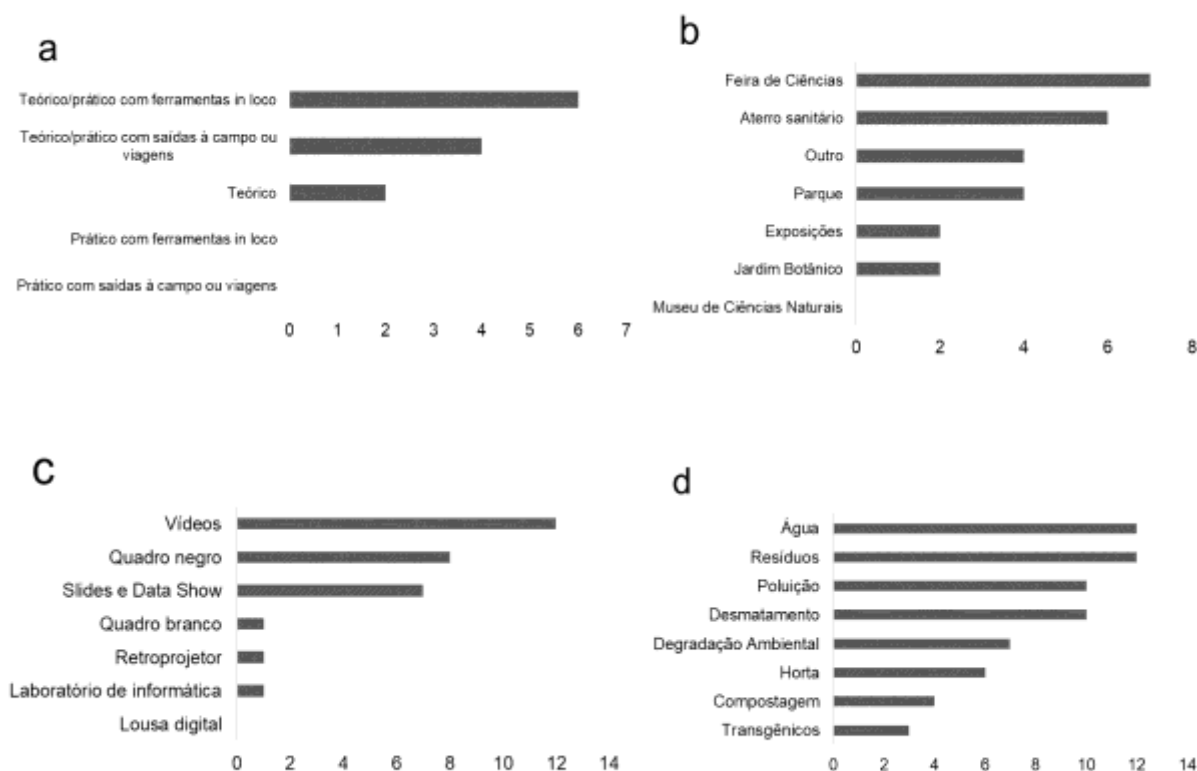 a
Teórico/prático com ferramentas in loco
Teórico/prático com saídas à campo ou
viagens
Teórico
Prático com ferramentas in loco
Prático com saídas à campo ou viagens
0 1 2 3 4 5 6 7
b
Feira de Ciências
Aterro sanitário
Outro
Parque
Exposições
Jardim Botânico
Museu de Ciências Naturais
0 2 4 6 8
c
Vídeos
Quadro negro
Slides e Data Show
Quadro branco
Retroprojetor
Laboratório de informática
Lousa digital
0 2 4 6 8 10 12 14
d
Água
Resíduos
Poluição
Desmatamento
Degradação Ambiental
Horta
Compostagem
Transgênicos
0 2 4 6 8 10 12 14